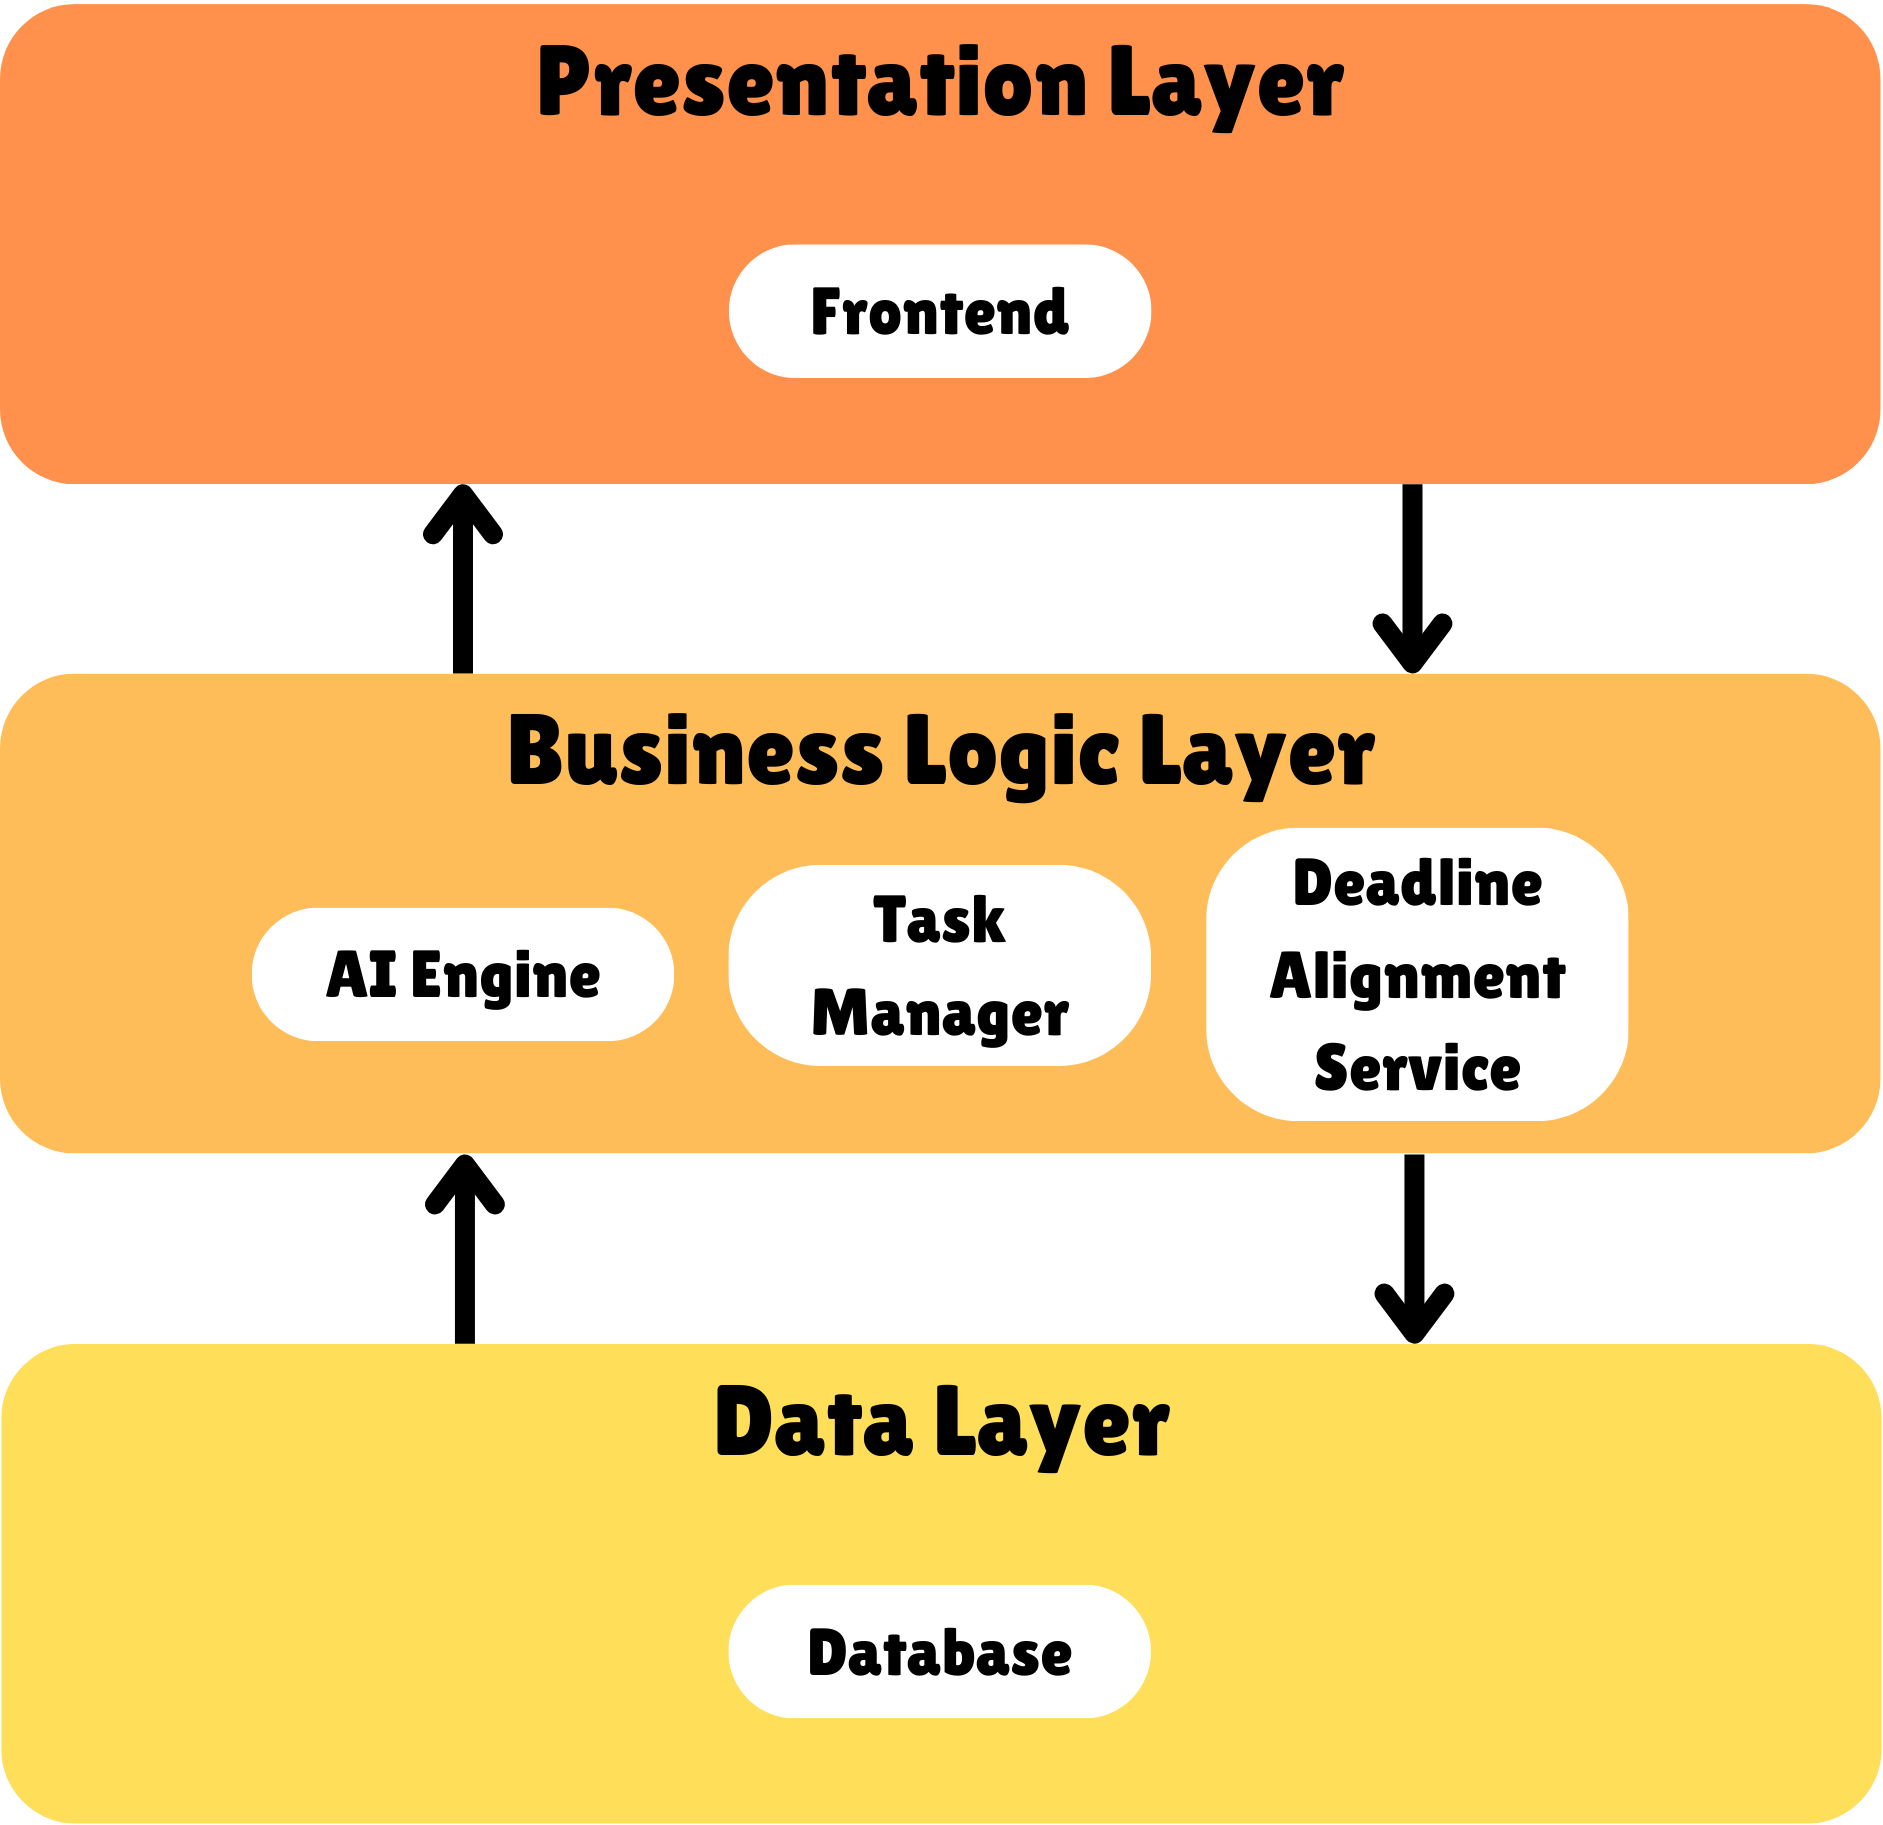 Presentation Layer
Frontend
Business Logic Layer
AI Engine
Task
Manager
Deadline
Alignment
Service
Data Layer
Database